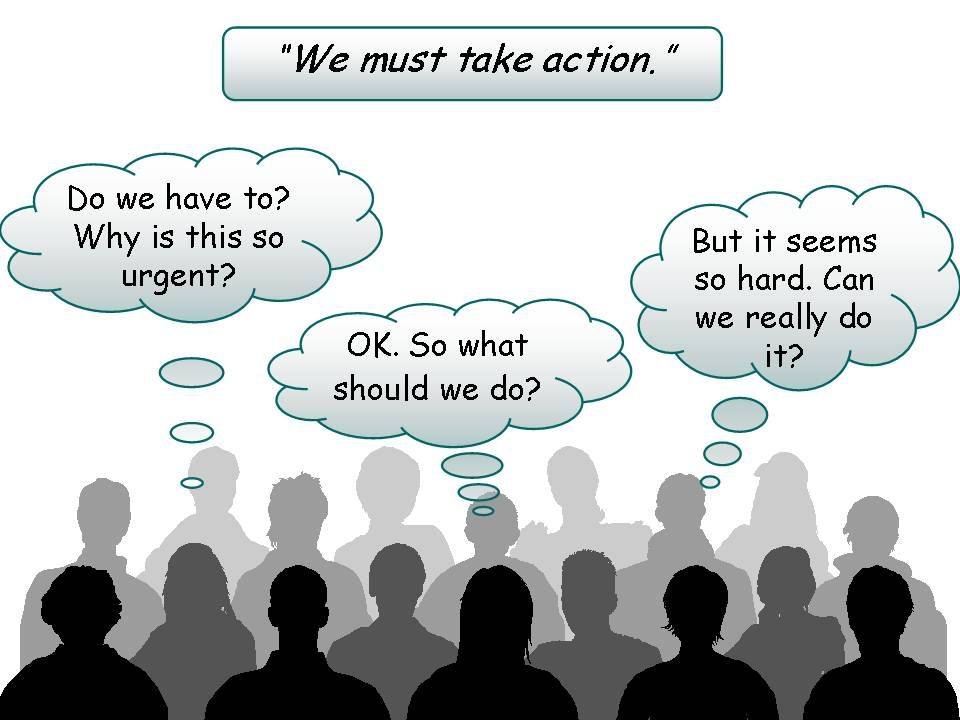 "We must take action."
Do we have to?
Why is this so
urgent?
OK. So what
should we do?
But it seems
so hard. Can
we really do
it?